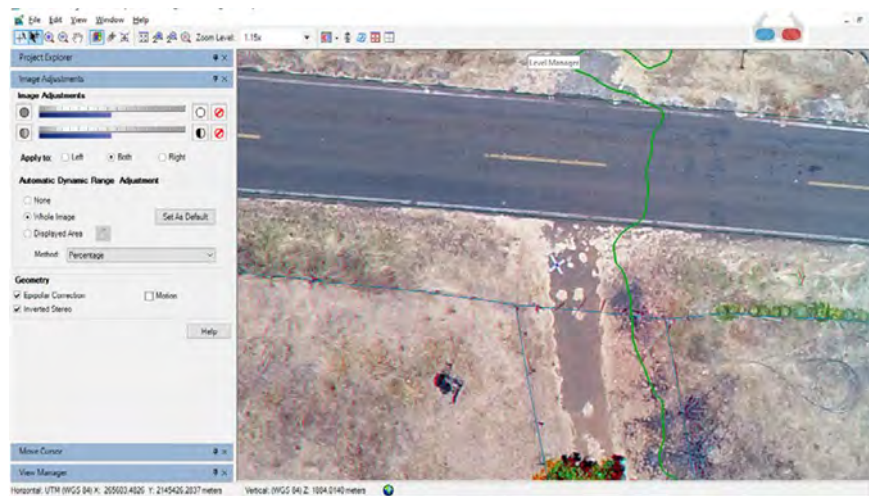 File Edit View Window Help
Zoom Level: 1.15x
Project Explorer
Level Manager
Image Adjustments
Image Adjustments
Apply to: Left Both Right
Automatic Dynamic Range Adjustment
None
Whole Image Set As Default
Displayed Area
Method: Percentage
Geometry
Epipolar Correction Motion
Inverted Stereo
Help
Move Cursor
View Manager
Horizontal: UTM (WGS 84) X: 265603.4826 Y: 2145426.2037 meters Vertical: (WGS 84) Z: 1884.0140 meters